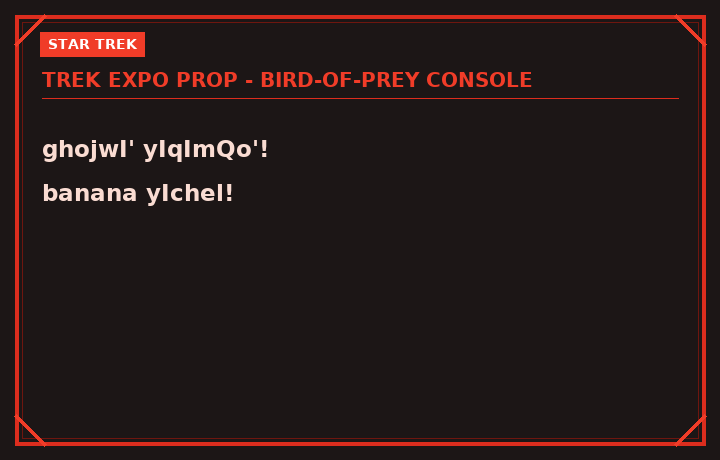 STAR TREK
TREK EXPO PROP - BIRD-OF-PREY CONSOLE
ghojwI' yIqImQo'!
banana yIchel!